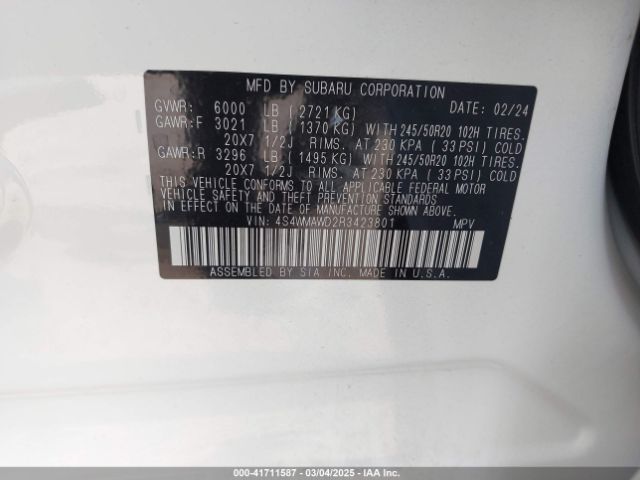 MFD BY SUBARU CORPORATION
GVWR: 6000 LB ( 2721 KG) DATE: 02/24
GAWR:F 3021 LB ( 1370 KG) WITH 245/50R20 102H TIRES.
20X7 1/2J RIMS. AT 230 KPA ( 33 PSI) COLD
GAWR:R 3296 LB ( 1495 KG) WITH 245/50R20 102H TIRES.
20X7 1/2J RIMS. AT 230 KPA ( 33 PSI) COLD
THIS VEHICLE CONFORMS TO ALL APPLICABLE FEDERAL MOTOR
VEHICLE SAFETY AND THEFT PREVENTION STANDARDS
IN EFFECT ON THE DATE OF MANUFACTURE SHOWN ABOVE.
VIN: 4S4WMAWD2R3423801 MPV
ASSEMBLED BY SIA INC. MADE IN U.S.A.
000-41711587 - 03/04/2025 - IAAI.COM